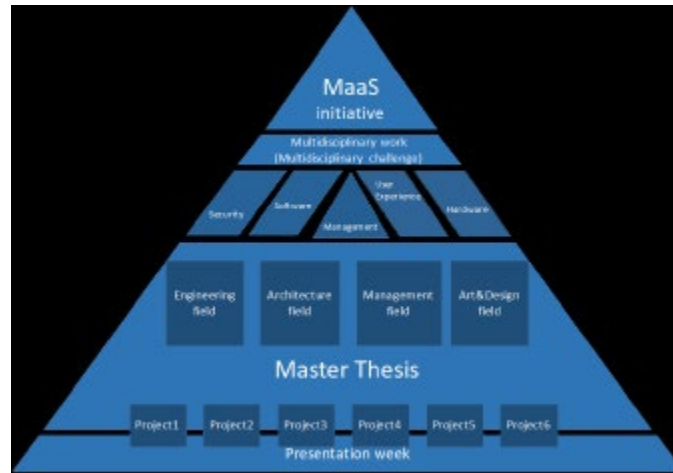 MaaS
initiative
Multidisciplinary work
(Multidisciplinary challenge)
Security
Software
Management
User
Experience
Hardware
Engineering
field
Architecture
field
Management
field
Art&Design
field
Master Thesis
Project1
Project2
Project3
Project4
Project5
Project6
Presentation week